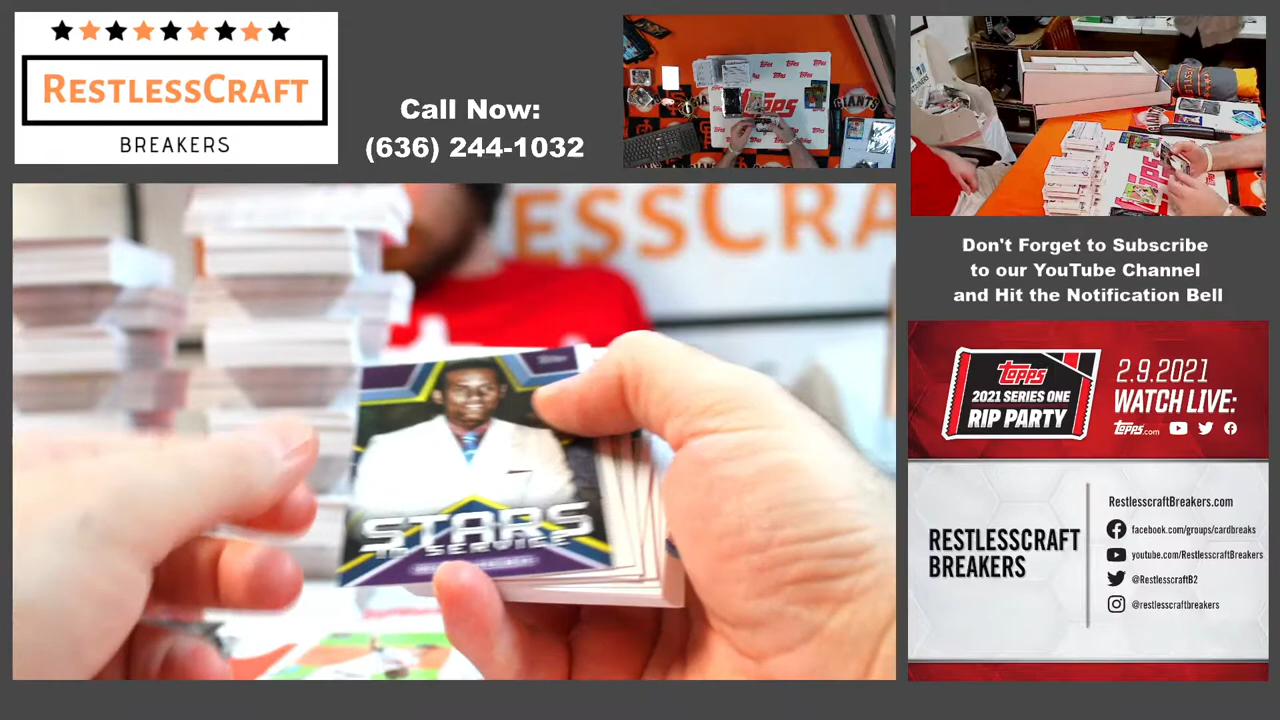 RESTLESSCRAFT
BREAKERS
Call Now:
(636) 244-1032
Topps
GIANTS
ESSCRA
STARS
IN SERVICE
Don't Forget to Subscribe
to our YouTube Channel
and Hit the Notification Bell
Topps
2021 SERIES ONE
RIP PARTY
2.9.2021
WATCH LIVE:
Topps.com
RESTLESSCRAFT
BREAKERS
RestlesscraftBreakers.com
facebook.com/groups/cardbreaks
youtube.com/RestlesscraftBreakers
@RestlesscraftB2
@restlesscraftbreakers